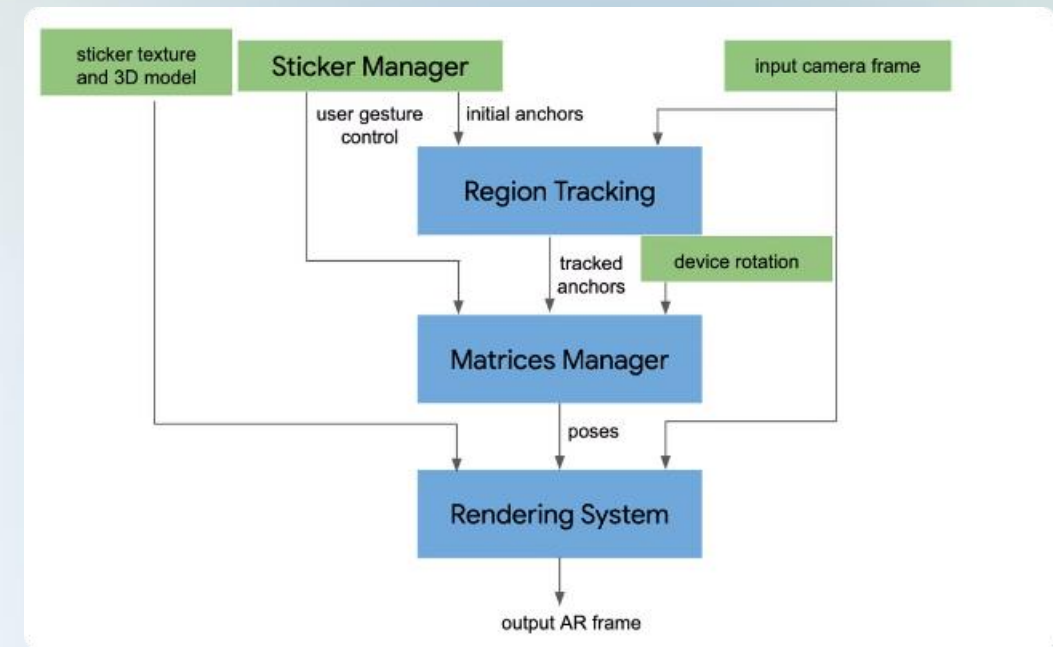 sticker texture
and 3D model
Sticker Manager
input camera frame
user gesture
control
initial anchors
Region Tracking
tracked
anchors
device rotation
Matrices Manager
poses
Rendering System
output AR frame